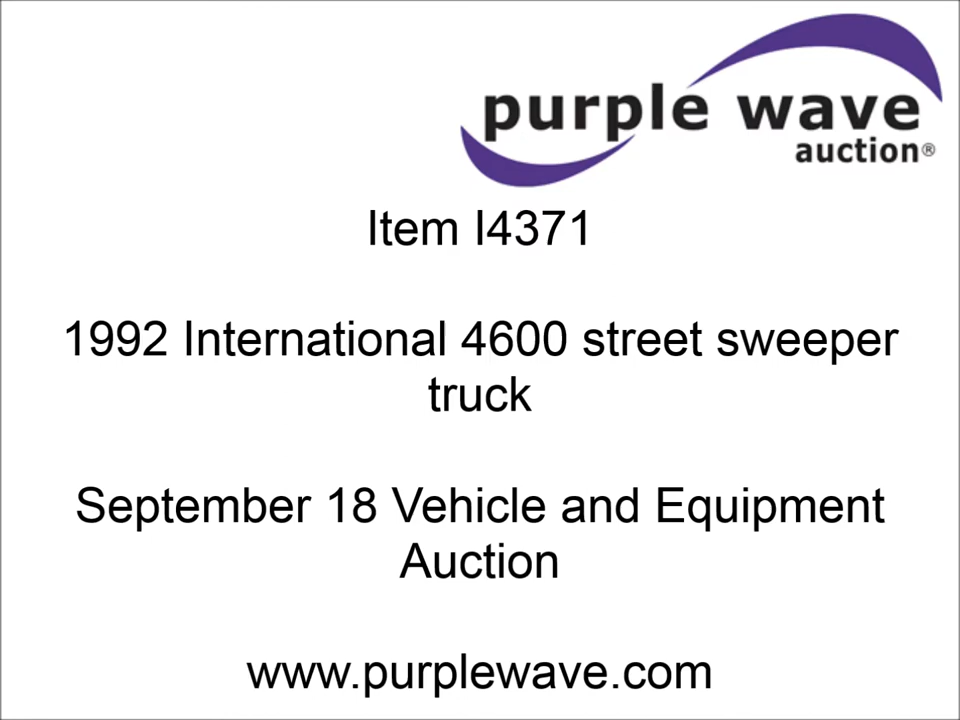 purple wave
auction®
Item I4371
1992 International 4600 street sweeper
truck
September 18 Vehicle and Equipment
Auction
www.purplewave.com